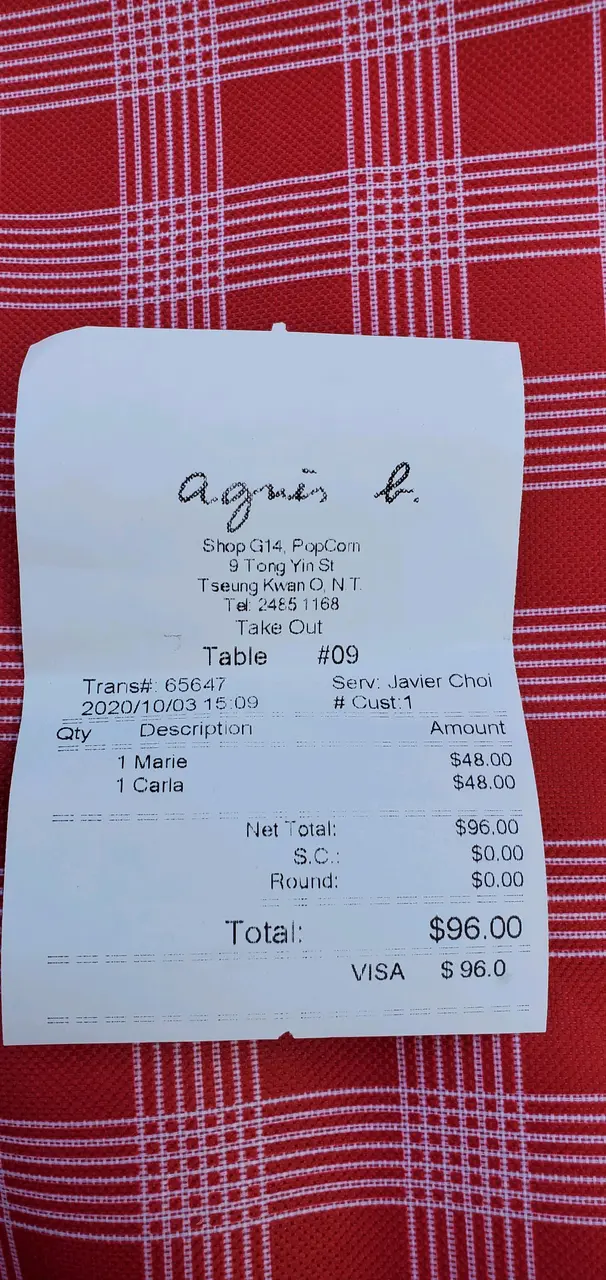 agnès b.
Shop G14, PopCorn
9 Tong Yin St
Tseung Kwan O, N.T.
Tel: 2485 1168
Take Out
Table #09
Trans#: 65647 Serv: Javier Choi
2020/10/03 15:09 # Cust:1
Qty Description Amount
1 Marie $48.00
1 Carla $48.00
Net Total: $96.00
S.C.: $0.00
Round: $0.00
Total: $96.00
VISA $ 96.0